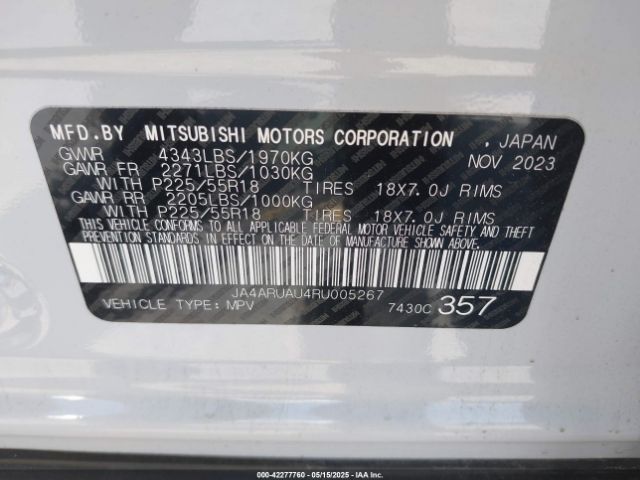 MFD.BY MITSUBISHI MOTORS CORPORATION , JAPAN
GVWR 4343LBS/1970KG NOV 2023
GAWR FR 2271LBS/1030KG
WITH P225/55R18 TIRES 18X7.0J RIMS
GAWR RR 2205LBS/1000KG
WITH P225/55R18 TIRES 18X7.0J RIMS
THIS VEHICLE CONFORMS TO ALL APPLICABLE FEDERAL MOTOR VEHICLE SAFETY AND THEFT
PREVENTION STANDARDS IN EFFECT ON THE DATE OF MANUFACTURE SHOWN ABOVE.
JA4ARUAU4RU005267
VEHICLE TYPE: MPV 7430C 357
000-42277760 - 05/15/2025 - IAAI.COM